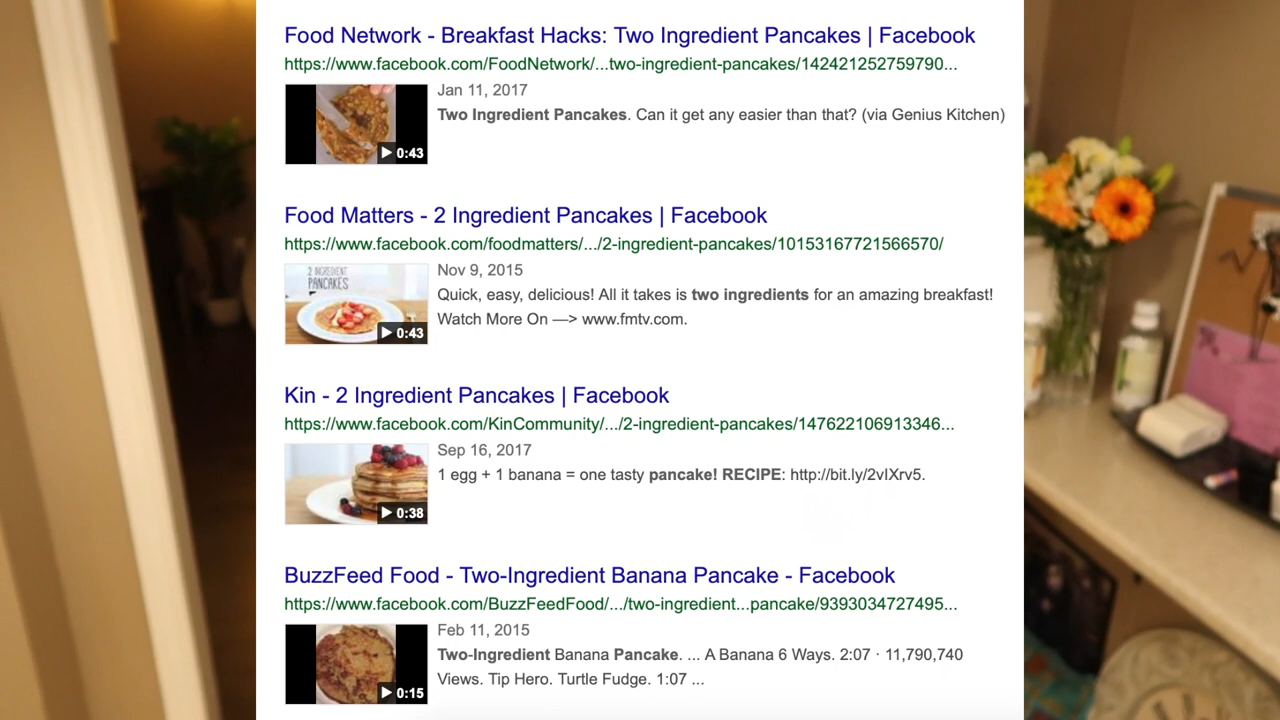 Food Network - Breakfast Hacks: Two Ingredient Pancakes | Facebook
https://www.facebook.com/FoodNetwork/...two-ingredient-pancakes/142421252759790...
Jan 11, 2017
Two Ingredient Pancakes. Can it get any easier than that? (via Genius Kitchen)
0:43
Food Matters - 2 Ingredient Pancakes | Facebook
https://www.facebook.com/foodmatters/.../2-ingredient-pancakes/10153167721566570/
Nov 9, 2015
2 INGREDIENT
PANCAKES
Quick, easy, delicious! All it takes is two ingredients for an amazing breakfast!
Watch More On —> www.fmtv.com.
0:43
Kin - 2 Ingredient Pancakes | Facebook
https://www.facebook.com/KinCommunity/.../2-ingredient-pancakes/147622106913346...
Sep 16, 2017
1 egg + 1 banana = one tasty pancake! RECIPE: http://bit.ly/2vIXrv5.
0:38
BuzzFeed Food - Two-Ingredient Banana Pancake - Facebook
https://www.facebook.com/BuzzFeedFood/.../two-ingredient...pancake/9393034727495...
Feb 11, 2015
Two-Ingredient Banana Pancake. ... A Banana 6 Ways. 2:07 · 11,790,740
Views. Tip Hero. Turtle Fudge. 1:07 ...
0:15